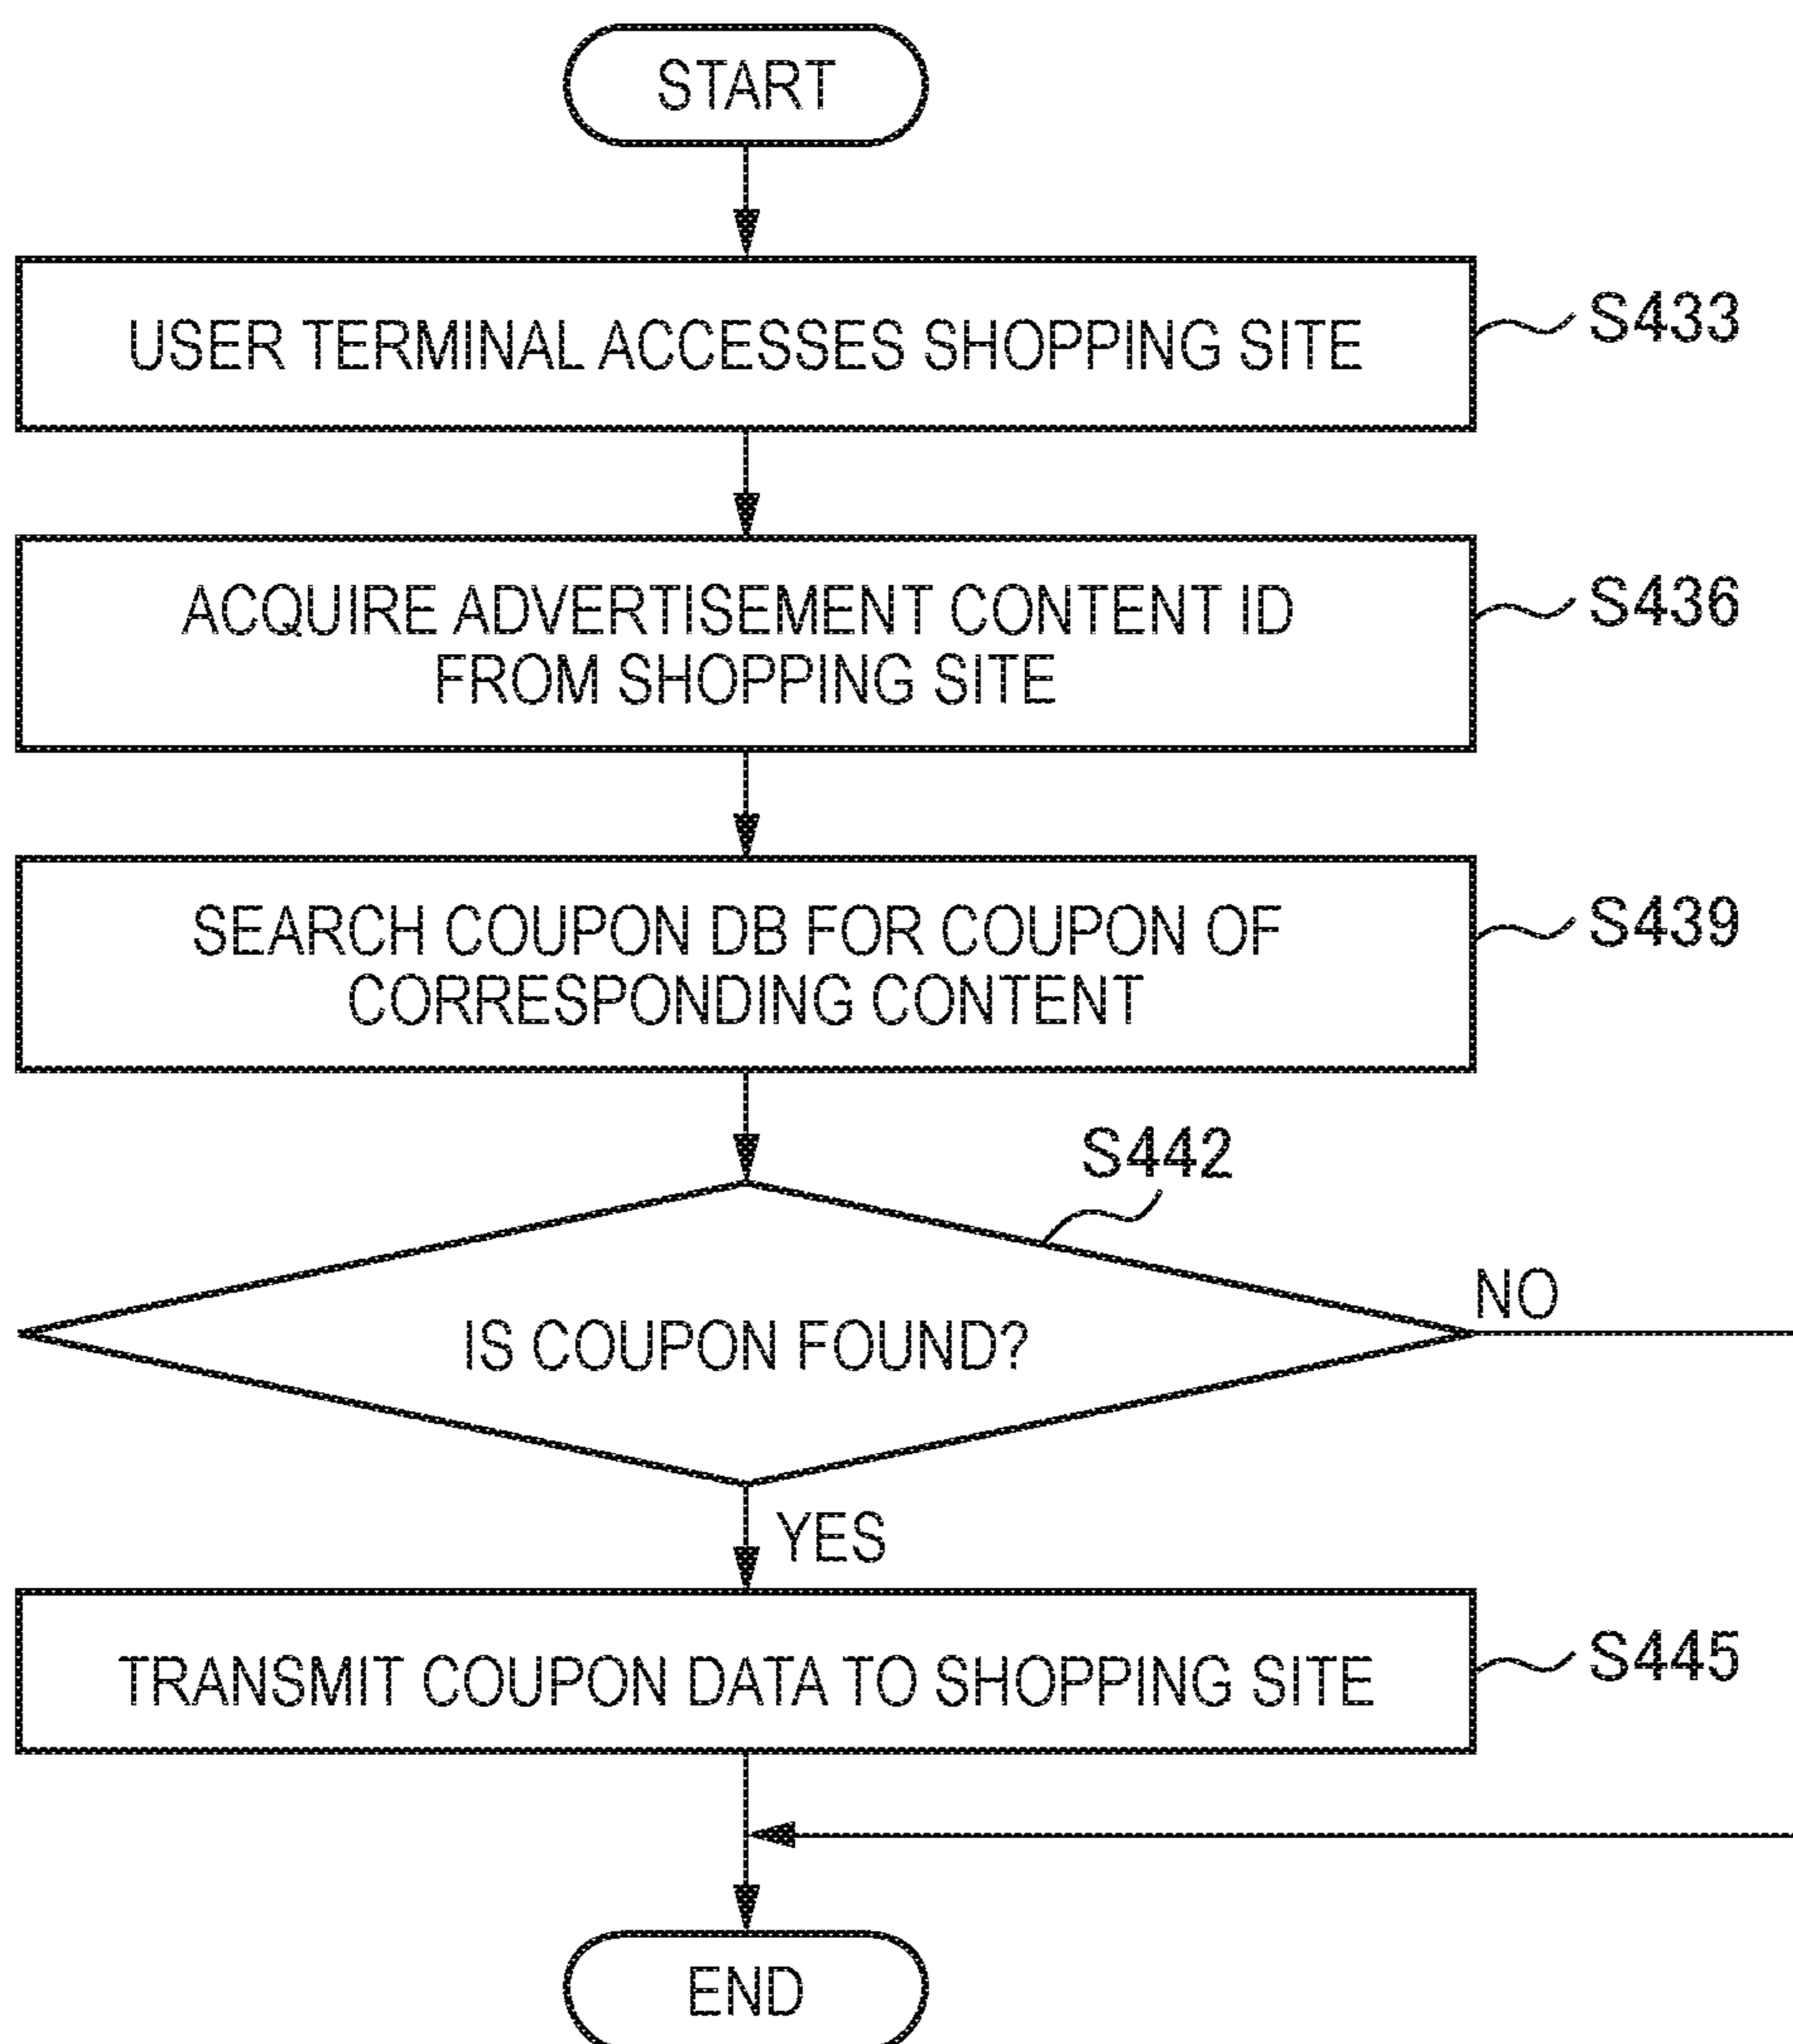 START
USER TERMINAL ACCESSES SHOPPING SITE
S433
ACQUIRE ADVERTISEMENT CONTENT ID
FROM SHOPPING SITE
S436
SEARCH COUPON DB FOR COUPON OF
CORRESPONDING CONTENT
S439
S442
IS COUPON FOUND?
NO
YES
TRANSMIT COUPON DATA TO SHOPPING SITE
S445
END